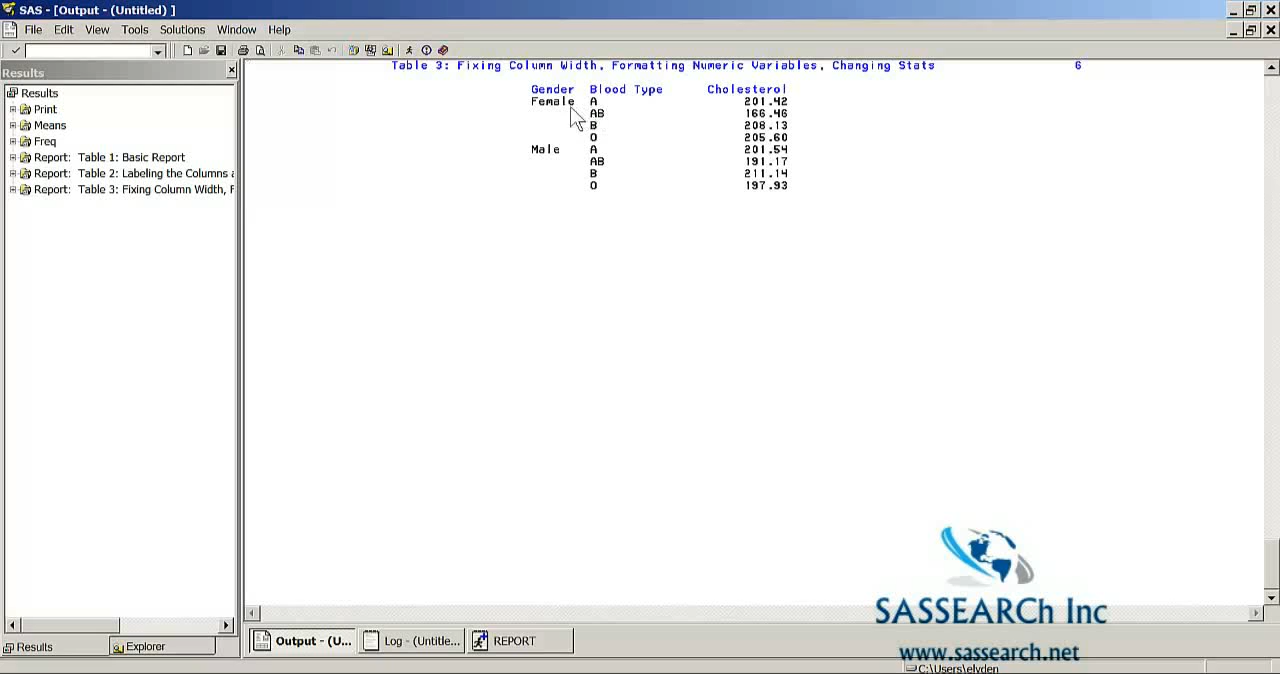 SAS - [Output - (Untitled) ]
File Edit View Tools Solutions Window Help
Results
Results
Print
Means
Freq
Report: Table 1: Basic Report
Report: Table 2: Labeling the Columns a
Report: Table 3: Fixing Column Width, F
Table 3: Fixing Column Width, Formatting Numeric Variables, Changing Stats 6
Gender Blood Type Cholesterol
Female A 201.42
AB 166.46
B 208.13
O 205.60
Male A 201.54
AB 191.17
B 211.14
O 197.93
SASSEARCh Inc
www.sassearch.net
Results Explorer
Output - (U... Log - (Untitle... REPORT
C:\Users\elyden